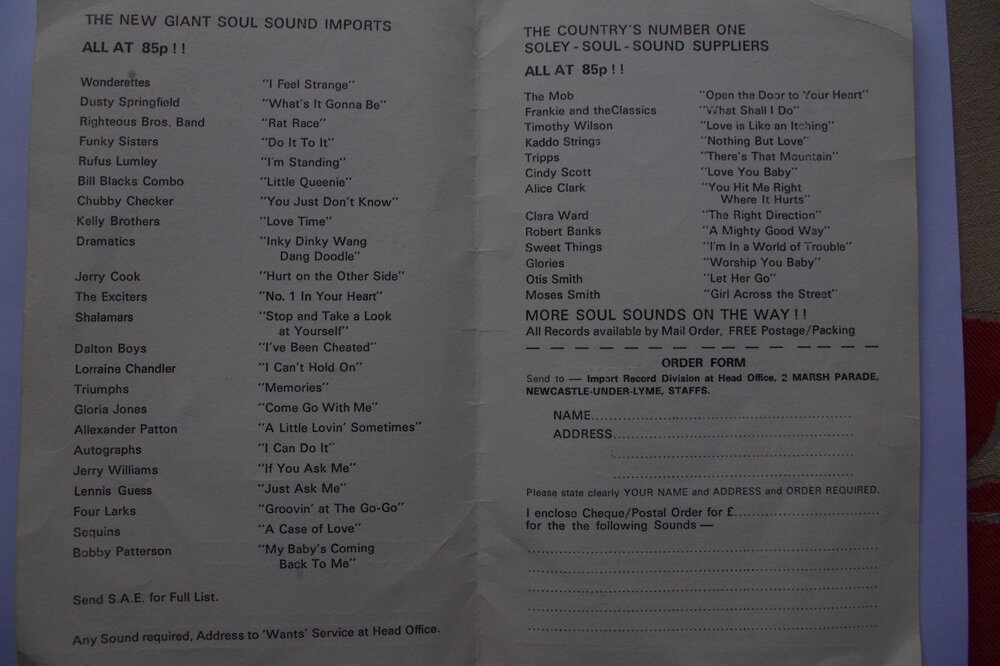 THE NEW GIANT SOUL SOUND IMPORTS
ALL AT 85p ! !
Wonderettes "I Feel Strange"
Dusty Springfield "What's It Gonna Be"
Righteous Bros. Band "Rat Race"
Funky Sisters "Do It To It"
Rufus Lumley "I'm Standing"
Bill Blacks Combo "Little Queenie"
Chubby Checker "You Just Don't Know"
Kelly Brothers "Love Time"
Dramatics "Inky Dinky Wang
Dang Doodle"
Jerry Cook "Hurt on the Other Side"
The Exciters "No. 1 In Your Heart"
Shalamars "Stop and Take a Look
at Yourself"
Dalton Boys "I've Been Cheated"
Lorraine Chandler "I Can't Hold On"
Triumphs "Memories"
Gloria Jones "Come Go With Me"
Allexander Patton "A Little Lovin' Sometimes"
Autographs "I Can Do It"
Jerry Williams "If You Ask Me"
Lennis Guess "Just Ask Me"
Four Larks "Groovin' at The Go-Go"
Sequins "A Case of Love"
Bobby Patterson "My Baby's Coming
Back To Me"
Send S.A.E. for Full List.
Any Sound required, Address to 'Wants' Service at Head Office.
THE COUNTRY'S NUMBER ONE
SOLEY - SOUL - SOUND SUPPLIERS
ALL AT 85p ! !
The Mob "Open the Door to Your Heart"
Frankie and theClassics "What Shall I Do"
Timothy Wilson "Love is Like an Itching"
Kaddo Strings "Nothing But Love"
Tripps "There's That Mountain"
Cindy Scott "Love You Baby"
Alice Clark "You Hit Me Right
Where It Hurts"
Clara Ward "The Right Direction"
Robert Banks "A Mighty Good Way"
Sweet Things "I'm In a World of Trouble"
Glories "Worship You Baby"
Otis Smith "Let Her Go"
Moses Smith "Girl Across the Street"
MORE SOUL SOUNDS ON THE WAY ! !
All Records available by Mail Order, FREE Postage/Packing
ORDER FORM
Send to — Import Record Division at Head Office, 2 MARSH PARADE,
NEWCASTLE-UNDER-LYME, STAFFS.
NAME
ADDRESS
Please state clearly YOUR NAME and ADDRESS and ORDER REQUIRED.
I enclose Cheque/Postal Order for £
for the the following Sounds —